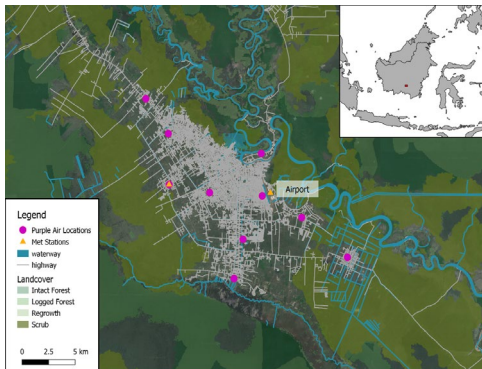 Airport
Legend
Purple Air Locations
Met Stations
waterway
highway
Landcover
Intact Forest
Logged Forest
Regrowth
Scrub
0 2.5 5 km